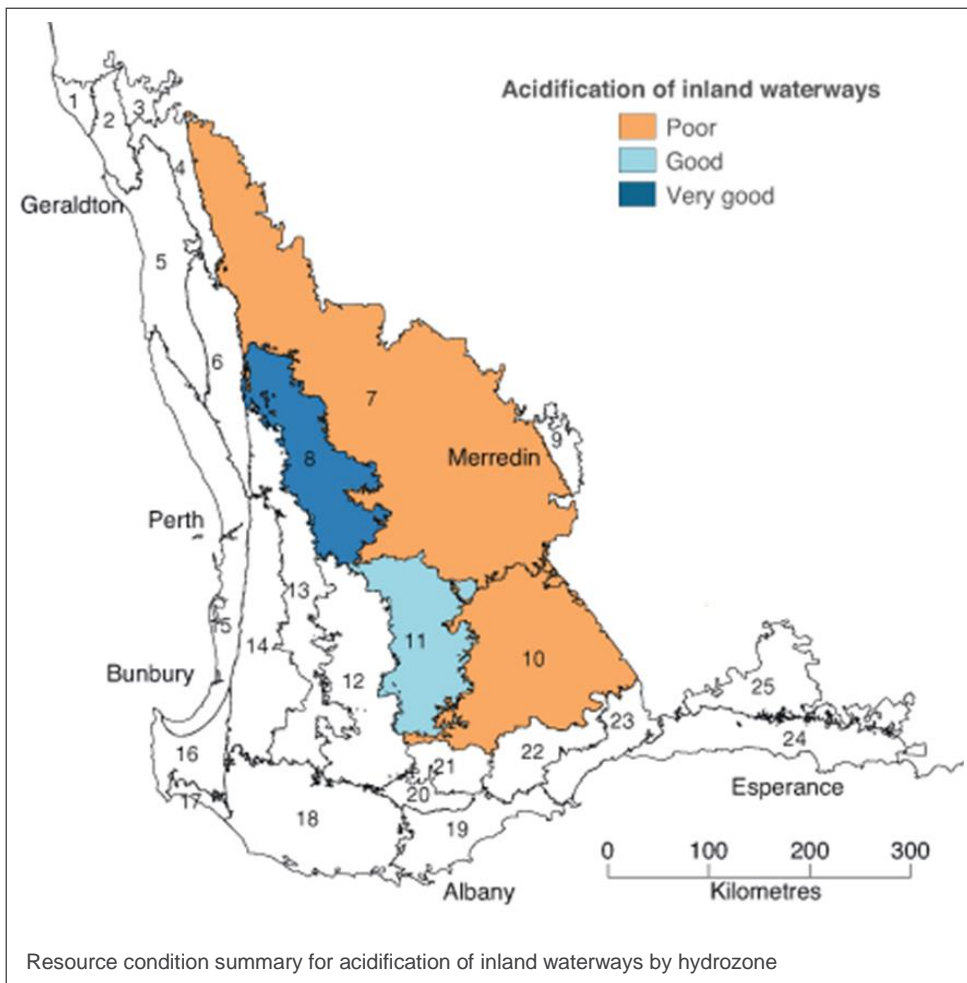 Acidification of inland waterways
Poor
Good
Very good
1
2
3
4
Geraldton
5
6
7
8
Merredin
9
Perth
13
15
14
11
10
12
Bunbury
25
23
24
16
22
21
Esperance
20
17
18
19
0 100 200 300
Kilometres
Albany
Resource condition summary for acidification of inland waterways by hydrozone